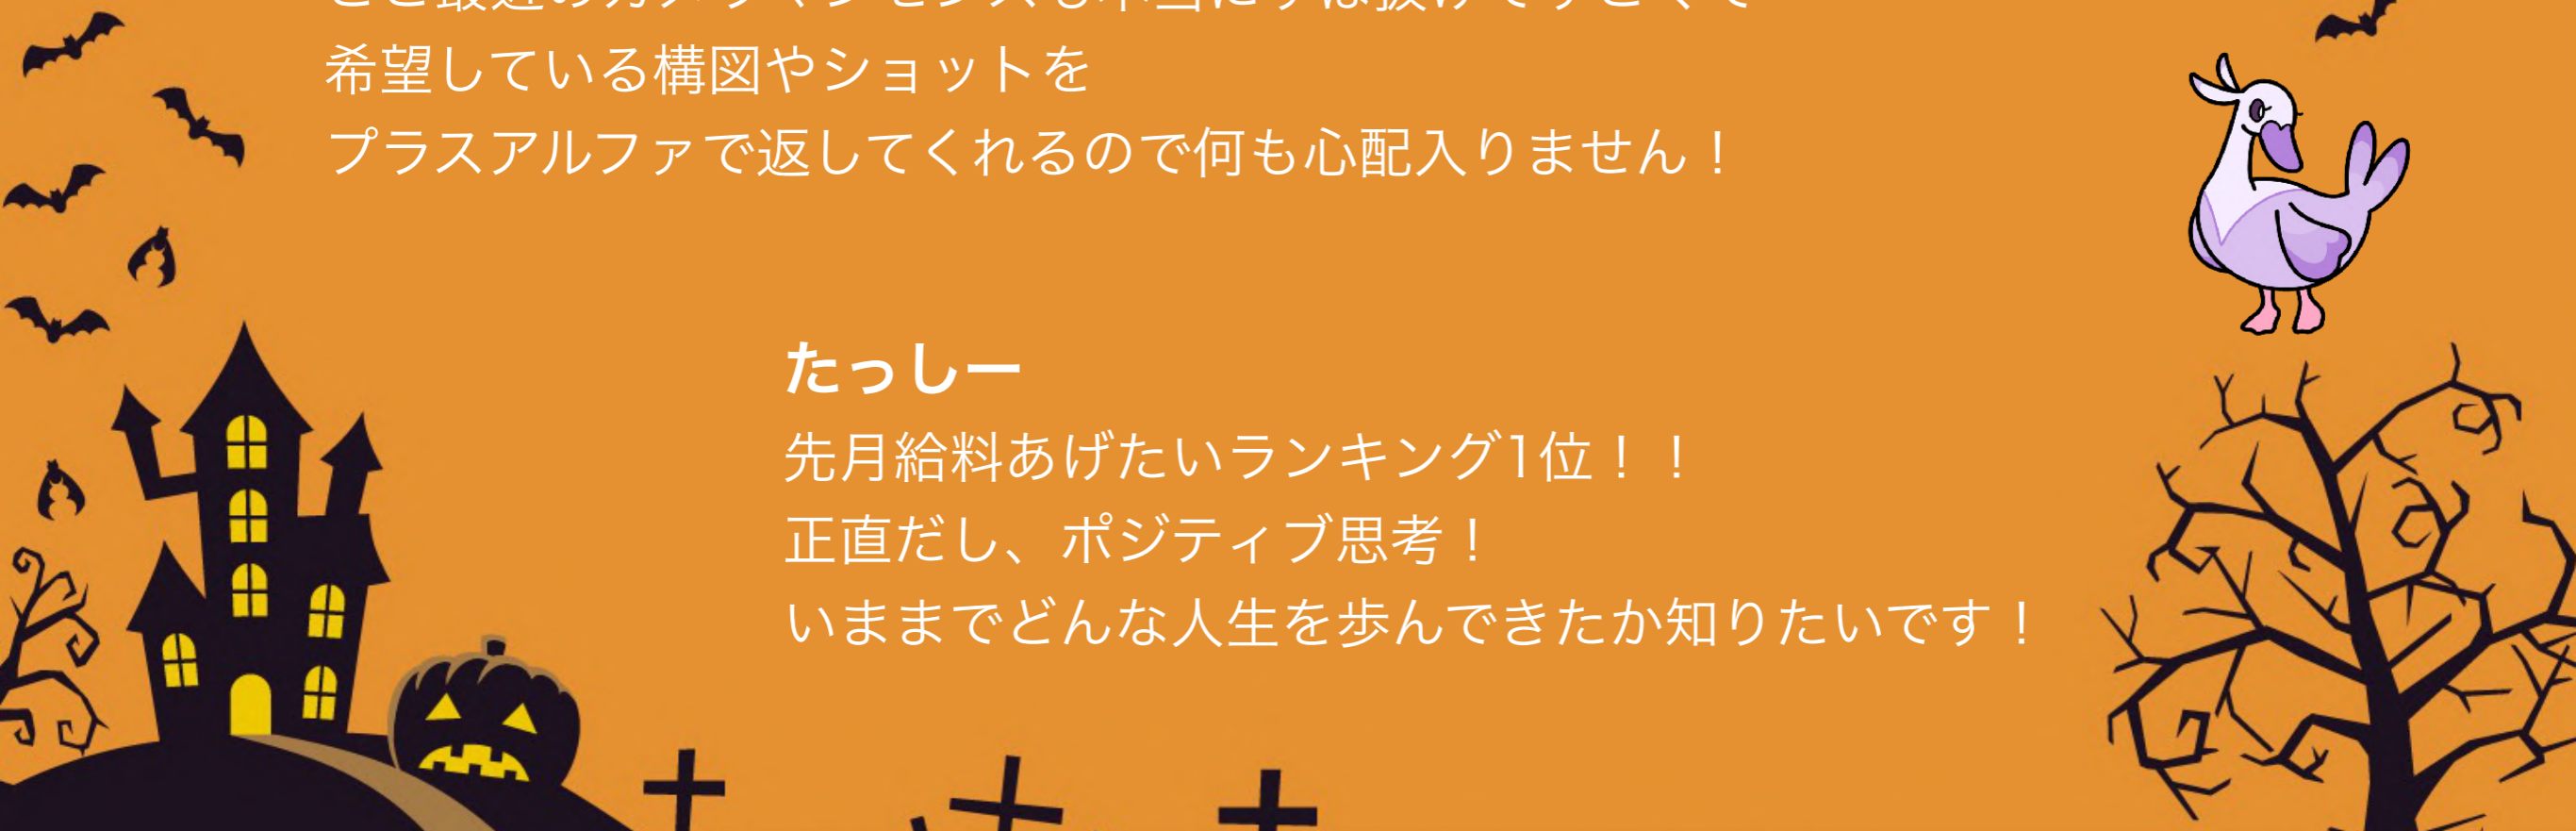 希望している構図やショットを
プラスアルファで返してくれるので何も心配入りません！
たっしー
先月給料あげたいランキング1位！！
正直だし、ポジティブ思考！
いままでどんな人生を歩んできたか知りたいです！